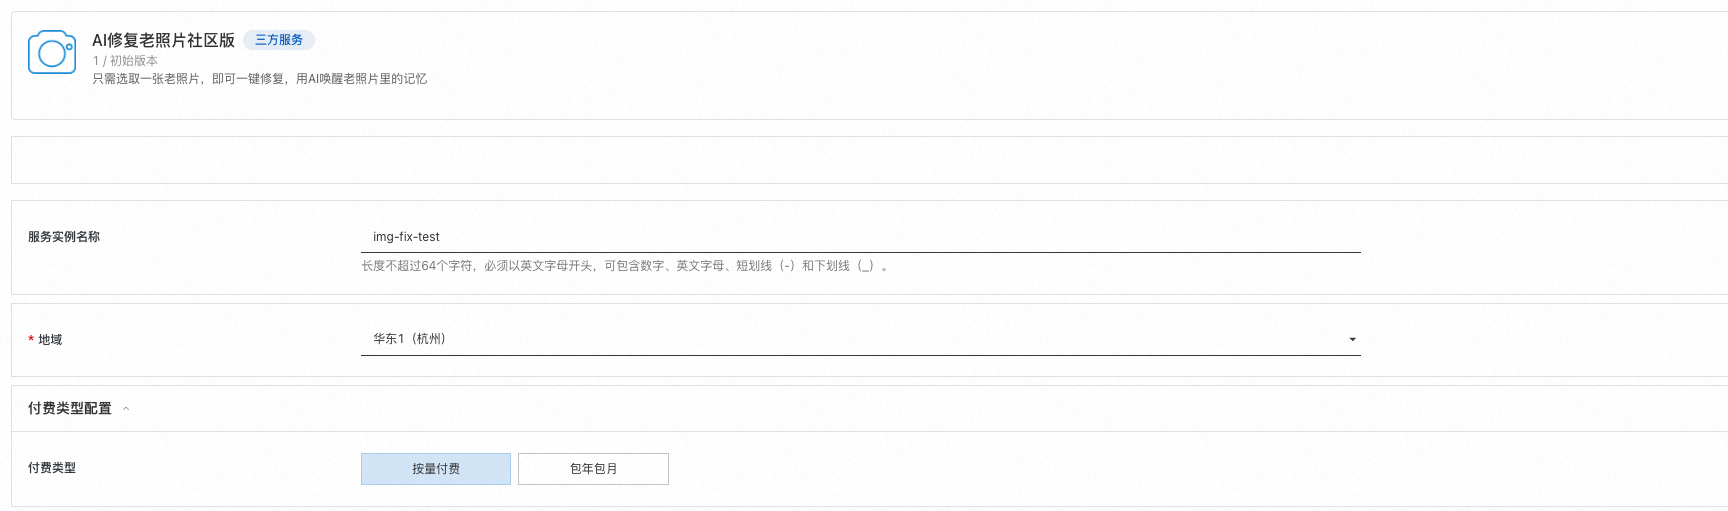 AI修复老照片社区版 三方服务
1 / 初始版本
只需选取一张老照片，即可一键修复，用AI唤醒老照片里的记忆
服务实例名称 img-fix-test
长度不超过64个字符，必须以英文字母开头，可包含数字、英文字母、短划线（-）和下划线（_）。
* 地域 华东1（杭州）
付费类型配置
付费类型 按量付费 包年包月